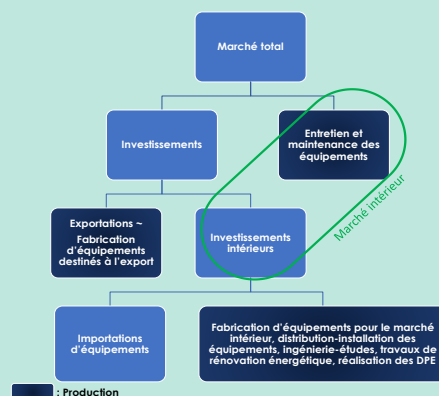 Marché total
Investissements
Entretien et
maintenance des
équipements
Exportations ~
Fabrication
d'équipements
destinés à l'export
Investissements
intérieurs
Marché intérieur
Importations
d'équipements
Fabrication d'équipements pour le marché
intérieur, distribution-installation des
équipements, ingénierie-études, travaux de
rénovation énergétique, réalisation des DPE
: Production